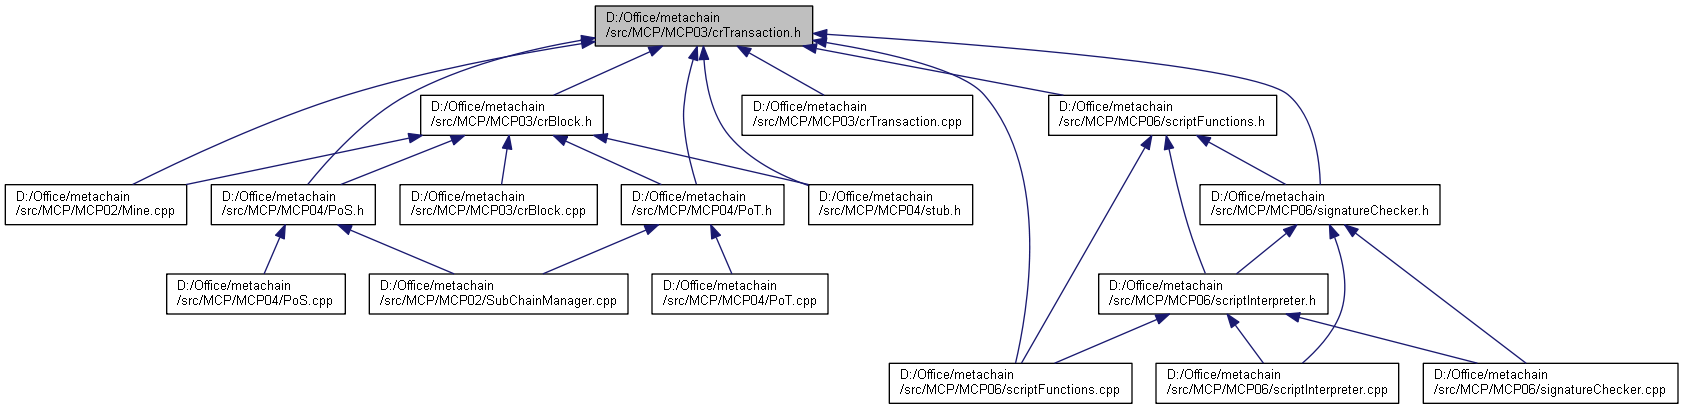 D:/Office/metachain
/src/MCP/MCP03/crTransaction.h
D:/Office/metachain
/src/MCP/MCP03/crBlock.h
D:/Office/metachain
/src/MCP/MCP03/crTransaction.cpp
D:/Office/metachain
/src/MCP/MCP06/scriptFunctions.h
D:/Office/metachain
/src/MCP/MCP02/Mine.cpp
D:/Office/metachain
/src/MCP/MCP04/PoS.h
D:/Office/metachain
/src/MCP/MCP03/crBlock.cpp
D:/Office/metachain
/src/MCP/MCP04/PoT.h
D:/Office/metachain
/src/MCP/MCP04/stub.h
D:/Office/metachain
/src/MCP/MCP06/signatureChecker.h
D:/Office/metachain
/src/MCP/MCP04/PoS.cpp
D:/Office/metachain
/src/MCP/MCP02/SubChainManager.cpp
D:/Office/metachain
/src/MCP/MCP04/PoT.cpp
D:/Office/metachain
/src/MCP/MCP06/scriptInterpreter.h
D:/Office/metachain
/src/MCP/MCP06/scriptFunctions.cpp
D:/Office/metachain
/src/MCP/MCP06/scriptInterpreter.cpp
D:/Office/metachain
/src/MCP/MCP06/signatureChecker.cpp